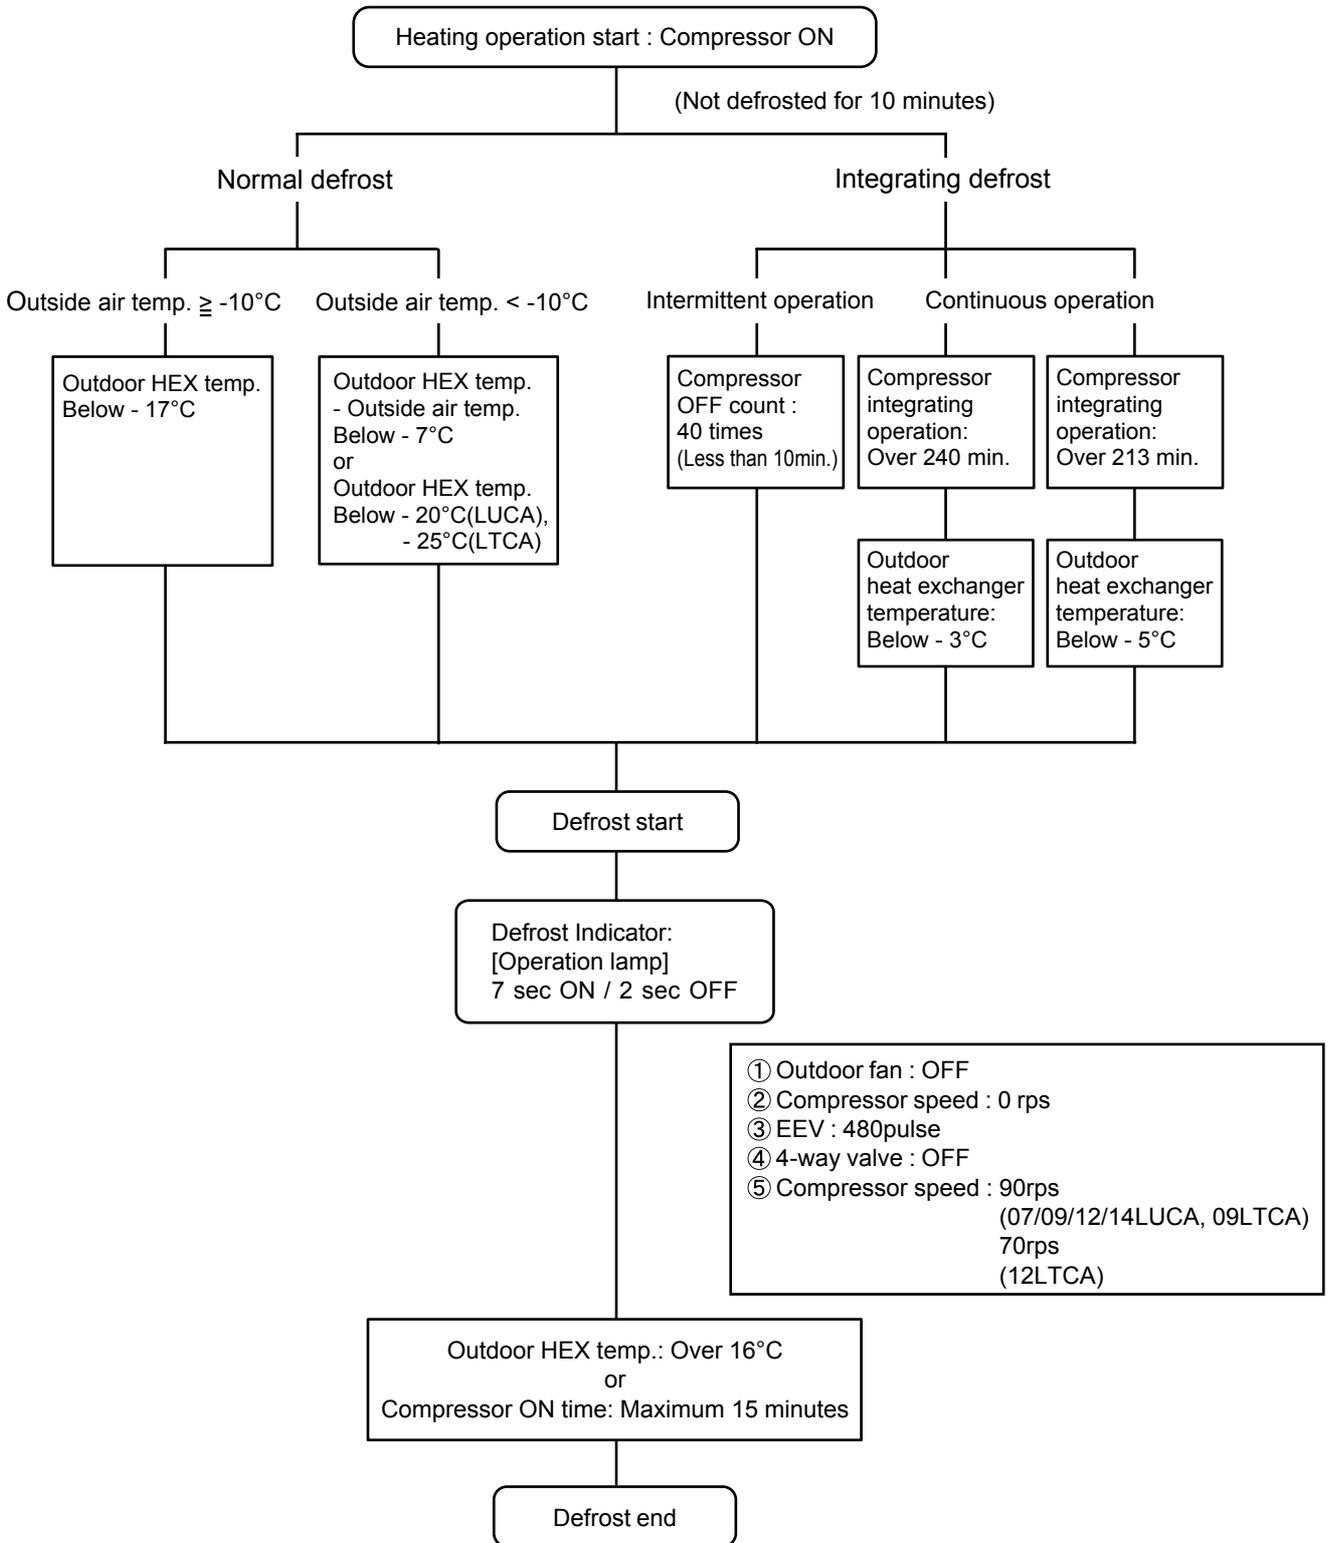 Heating operation start : Compressor ON
(Not defrosted for 10 minutes)
Normal defrost
Integrating defrost
Outside air temp. ≧ -10°C
Outside air temp. < -10°C
Intermittent operation
Continuous operation
Outdoor HEX temp.
Below - 17°C
Outdoor HEX temp.
- Outside air temp.
Below - 7°C
or
Outdoor HEX temp.
Below - 20°C(LUCA),
- 25°C(LTCA)
Compressor
OFF count :
40 times
(Less than 10min.)
Compressor
integrating
operation:
Over 240 min.
Compressor
integrating
operation:
Over 213 min.
Outdoor
heat exchanger
temperature:
Below - 3°C
Outdoor
heat exchanger
temperature:
Below - 5°C
Defrost start
Defrost Indicator:
[Operation lamp]
7 sec ON / 2 sec OFF
① Outdoor fan : OFF
② Compressor speed : 0 rps
③ EEV : 480pulse
④ 4-way valve : OFF
⑤ Compressor speed : 90rps
(07/09/12/14LUCA, 09LTCA)
70rps
(12LTCA)
Outdoor HEX temp.: Over 16°C
or
Compressor ON time: Maximum 15 minutes
Defrost end